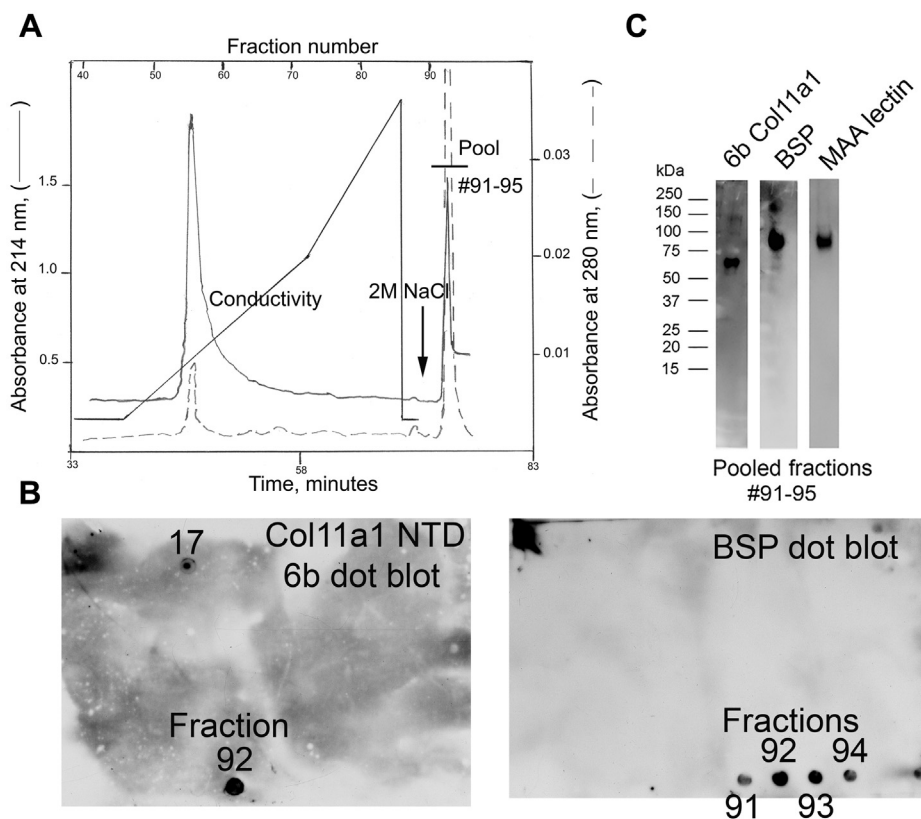 A
Fraction number
40 50 60 70 80 90
Absorbance at 214 nm, (——)
1.5
1.0
0.5
Conductivity
2M NaCl
Pool
#91-95
0.03
0.02
0.01
Absorbance at 280 nm, (— — —)
33 58 83
Time, minutes
C
6b Col11a1
BSP
MAA lectin
kDa
250
150
100
75
50
37
25
20
15
Pooled fractions
#91-95
B
17
Col11a1 NTD
6b dot blot
Fraction
92
BSP dot blot
Fractions
92 94
91 93